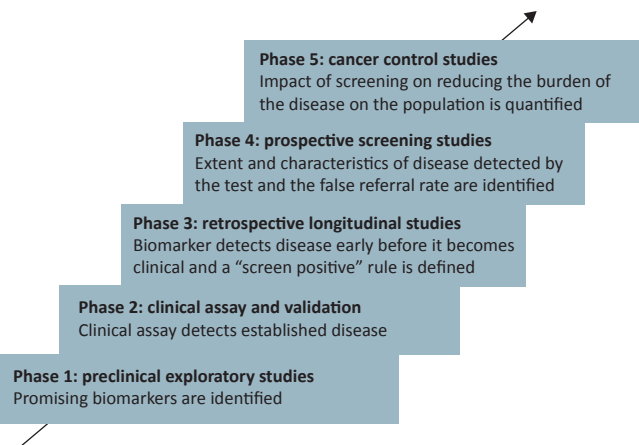 Phase 5: cancer control studies
Impact of screening on reducing the burden of
the disease on the population is quantified
Phase 4: prospective screening studies
Extent and characteristics of disease detected by
the test and the false referral rate are identified
Phase 3: retrospective longitudinal studies
Biomarker detects disease early before it becomes
clinical and a “screen positive” rule is defined
Phase 2: clinical assay and validation
Clinical assay detects established disease
Phase 1: preclinical exploratory studies
Promising biomarkers are identified